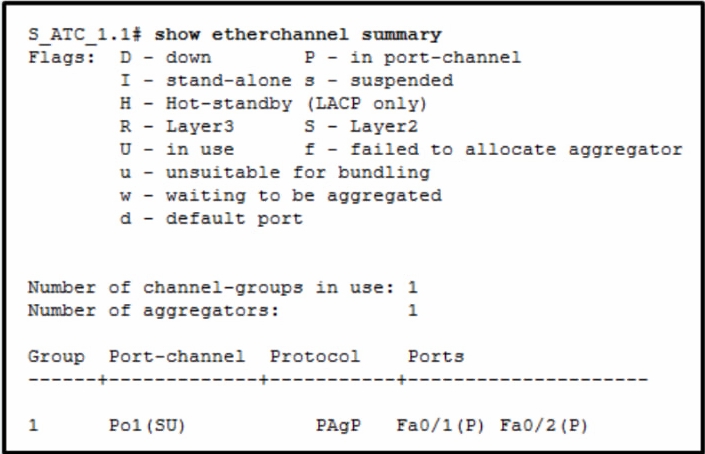 S_ATC_1.1# show etherchannel summary
Flags:  D - down        P - in port-channel
        I - stand-alone s - suspended
        H - Hot-standby (LACP only)
        R - Layer3      S - Layer2
        U - in use      f - failed to allocate aggregator
        u - unsuitable for bundling
        w - waiting to be aggregated
        d - default port
Number of channel-groups in use: 1
Number of aggregators:           1
Group  Port-channel  Protocol    Ports
------+-------------+-----------+---------------------
1      Po1(SU)         PAgP   Fa0/1(P) Fa0/2(P)